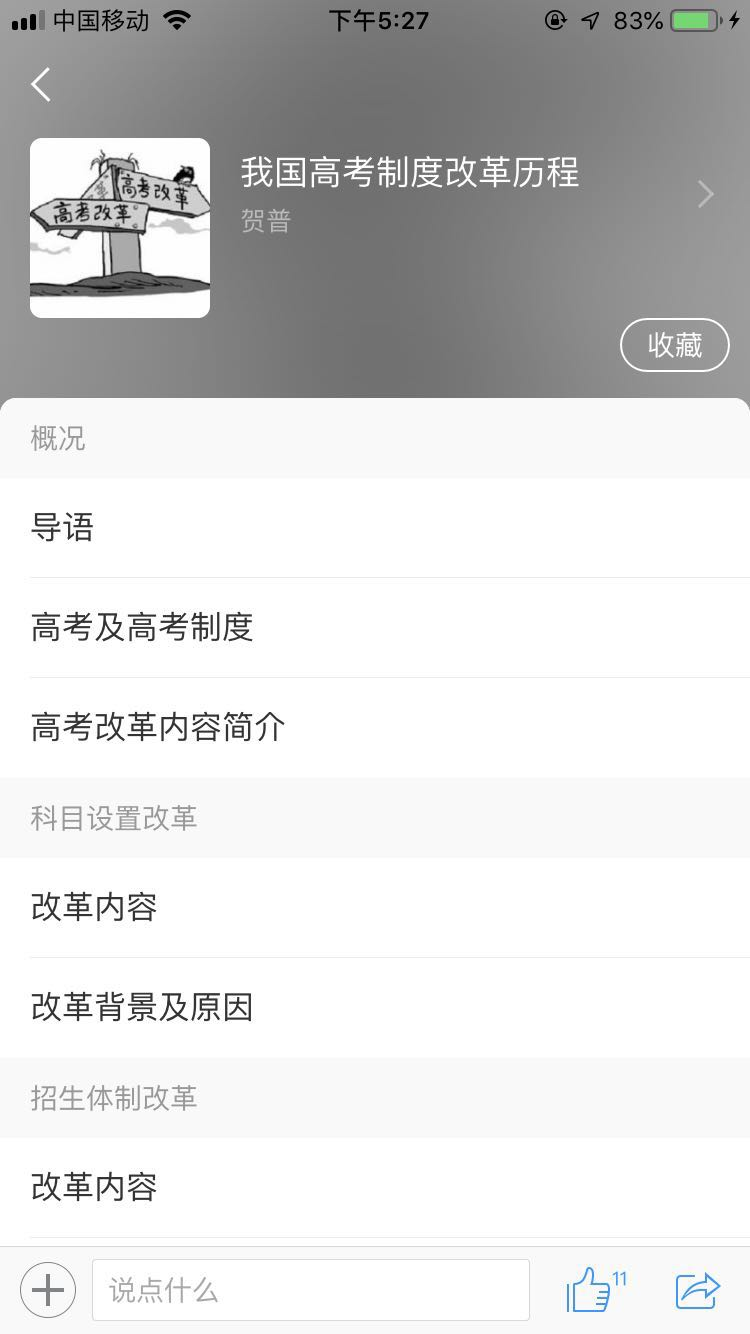 中国移动 下午5:27 83%
我国高考制度改革历程
贺普
高考改革
高考改革
收藏
概况
导语
高考及高考制度
高考改革内容简介
科目设置改革
改革内容
改革背景及原因
招生体制改革
改革内容
说点什么 11